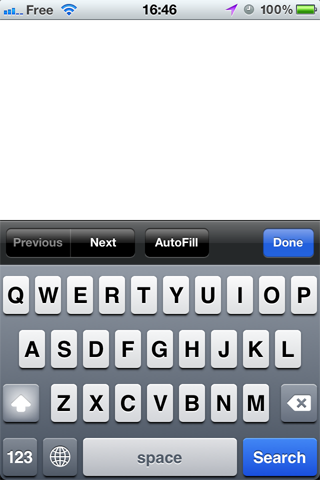 Free 16:46 100%
Previous Next AutoFill Done
Q W E R T Y U I O P
A S D F G H J K L
Z X C V B N M
123 space Search